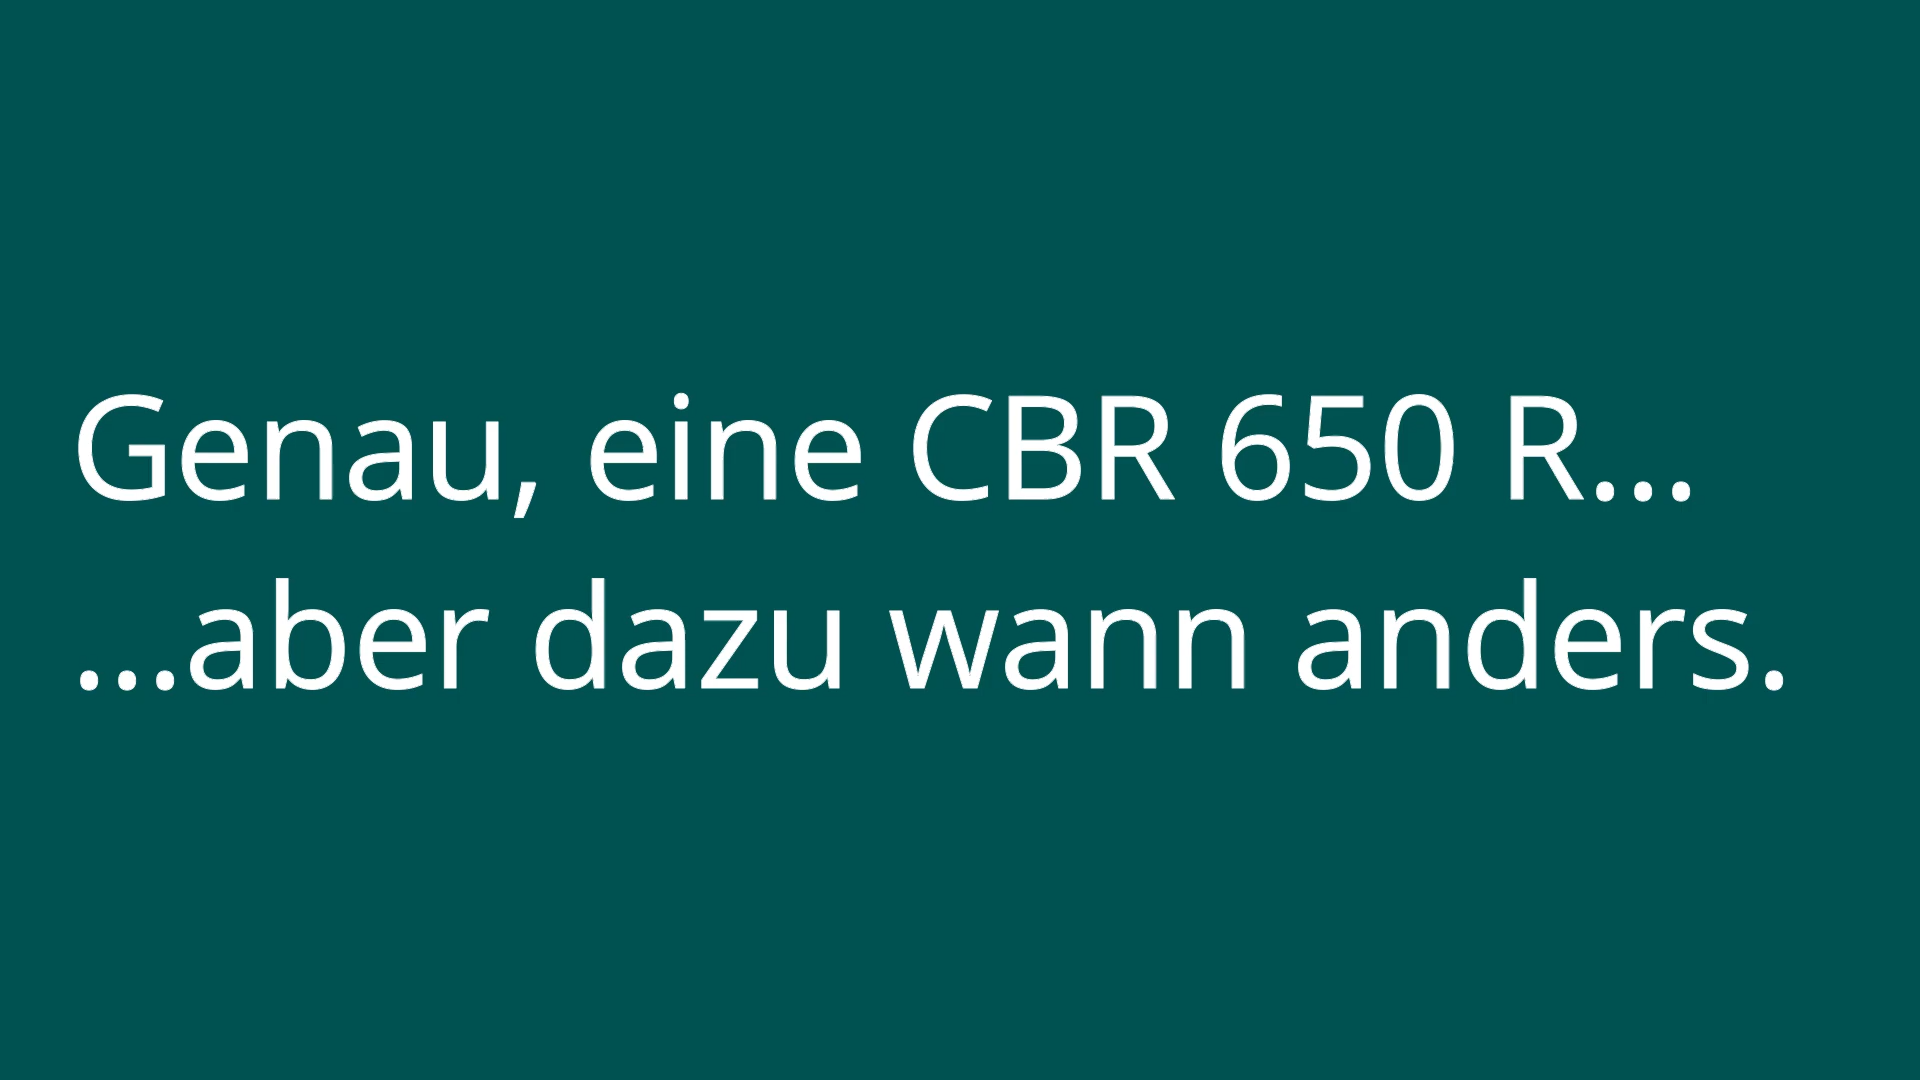 Genau, eine CBR 650 R...
...aber dazu wann anders.